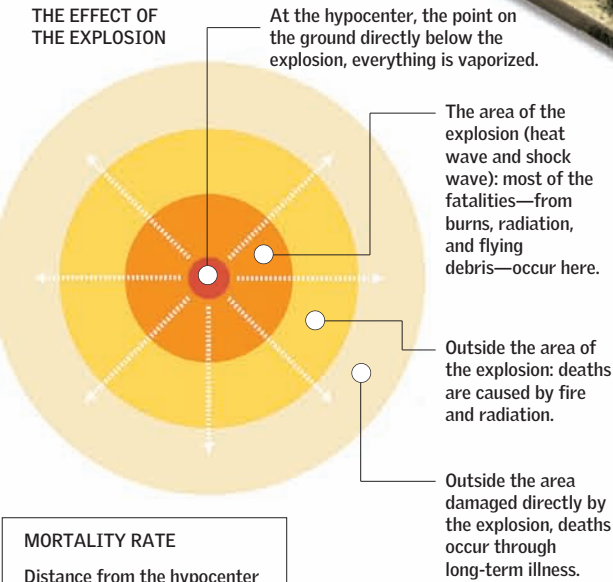 THE EFFECT OF
THE EXPLOSION
At the hypocenter, the point on
the ground directly below the
explosion, everything is vaporized.
The area of the
explosion (heat
wave and shock
wave): most of the
fatalities—from
burns, radiation,
and flying
debris—occur here.
Outside the area of
the explosion: deaths
are caused by fire
and radiation.
Outside the area
damaged directly by
the explosion, deaths
occur through
long-term illness.
MORTALITY RATE
Distance from the hypocenter